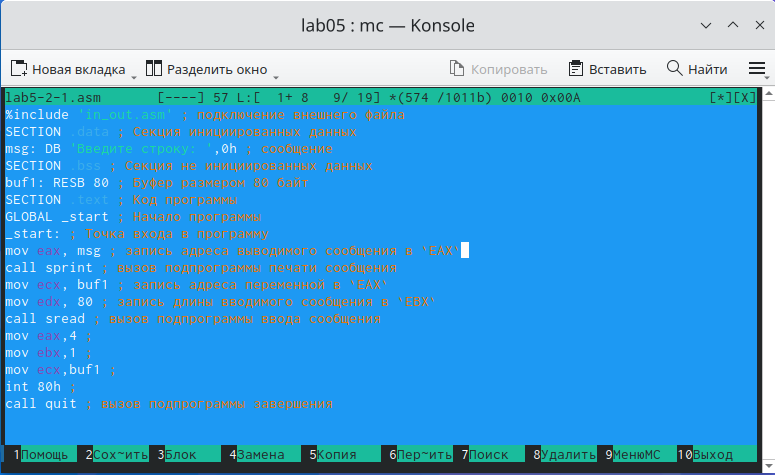 lab05 : mc — Konsole
Новая вкладка Разделить окно Копировать Вставить Найти
lab5-2-1.asm [----] 57 L:[ 1+ 8 9/ 19] *(574 /1011b) 0010 0x00A [*][X]
%include 'in_out.asm' ; подключение внешнего файла
SECTION .data ; Секция инициированных данных
msg: DB 'Введите строку: ',0h ; сообщение
SECTION .bss ; Секция не инициированных данных
buf1: RESB 80 ; Буфер размером 80 байт
SECTION .text ; Код программы
GLOBAL _start ; Начало программы
_start: ; Точка входа в программу
mov eax, msg ; запись адреса выводимого сообщения в `EAX`
call sprint ; вызов подпрограммы печати сообщения
mov ecx, buf1 ; запись адреса переменной в `EAX`
mov edx, 80 ; запись длины вводимого сообщения в `EBX`
call sread ; вызов подпрограммы ввода сообщения
mov eax,4 ;
mov ebx,1 ;
mov ecx,buf1 ;
int 80h ;
call quit ; вызов подпрограммы завершения
1Помощь 2Сох~ить 3Блок 4Замена 5Копия 6Пер~ить 7Поиск 8Удалить 9МенюMC 10Выход